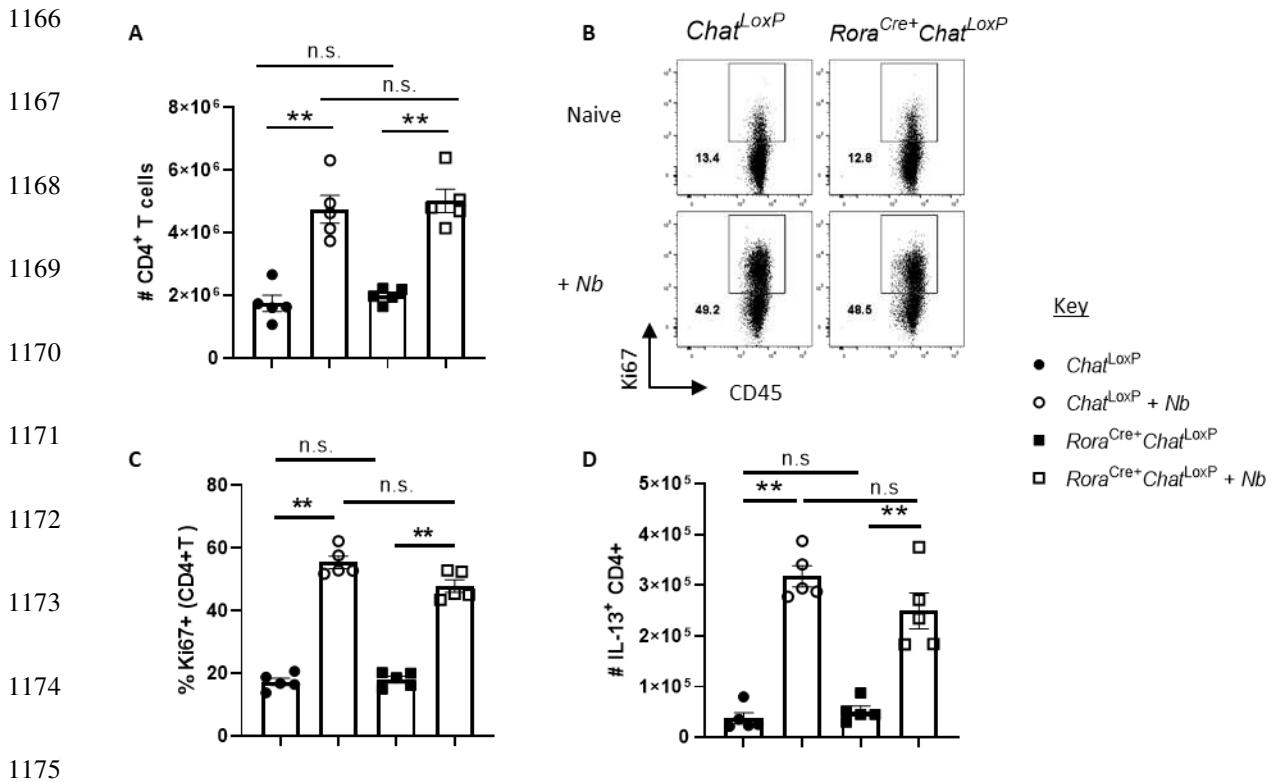 1166
1167
1168
1169
1170
1171
1172
1173
1174
1175
A
n.s.
n.s.
** **
8×10⁶
6×10⁶
4×10⁶
2×10⁶
0
# CD4⁺ T cells
B
Chat^LoxP Rora^Cre+Chat^LoxP
Naive
13.4 12.8
+ Nb
49.2 48.5
Ki67
CD45
Key
Chat^LoxP
Chat^LoxP + Nb
Rora^Cre+Chat^LoxP
Rora^Cre+Chat^LoxP + Nb
C
n.s.
n.s.
** **
80
60
40
20
0
% Ki67+ (CD4+T )
D
n.s
n.s
** **
5×10⁵
4×10⁵
3×10⁵
2×10⁵
1×10⁵
0
# IL-13⁺ CD4+